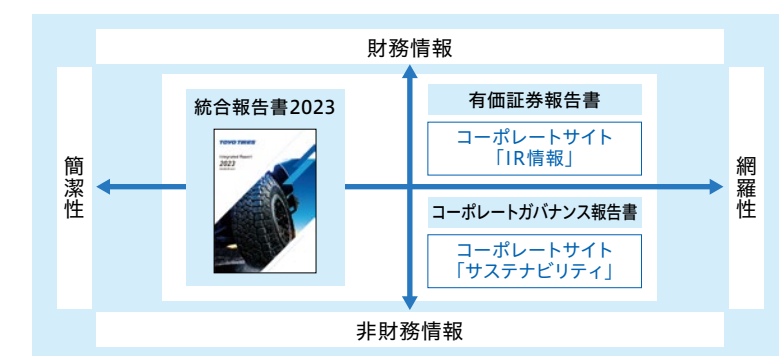 財務情報
簡潔性
統合報告書2023
TOYO TIRES
Integrated Report
2023
有価証券報告書
コーポレートサイト
「IR情報」
コーポレートガバナンス報告書
コーポレートサイト
「サステナビリティ」
網羅性
非財務情報